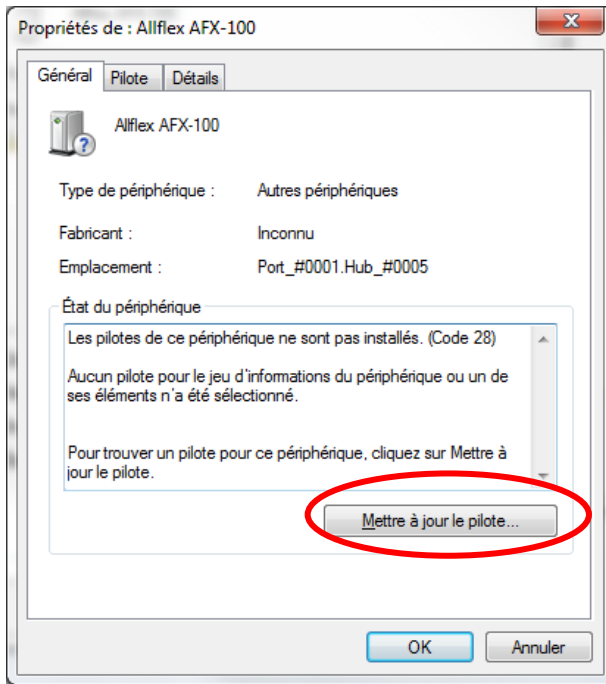 Propriétés de : Allflex AFX-100
Général Pilote Détails
Allflex AFX-100
Type de périphérique : Autres périphériques
Fabricant : Inconnu
Emplacement : Port_#0001.Hub_#0005
État du périphérique
Les pilotes de ce périphérique ne sont pas installés. (Code 28)
Aucun pilote pour le jeu d'informations du périphérique ou un de
ses éléments n'a été sélectionné.
Pour trouver un pilote pour ce périphérique, cliquez sur Mettre à
jour le pilote.
Mettre à jour le pilote...
OK Annuler